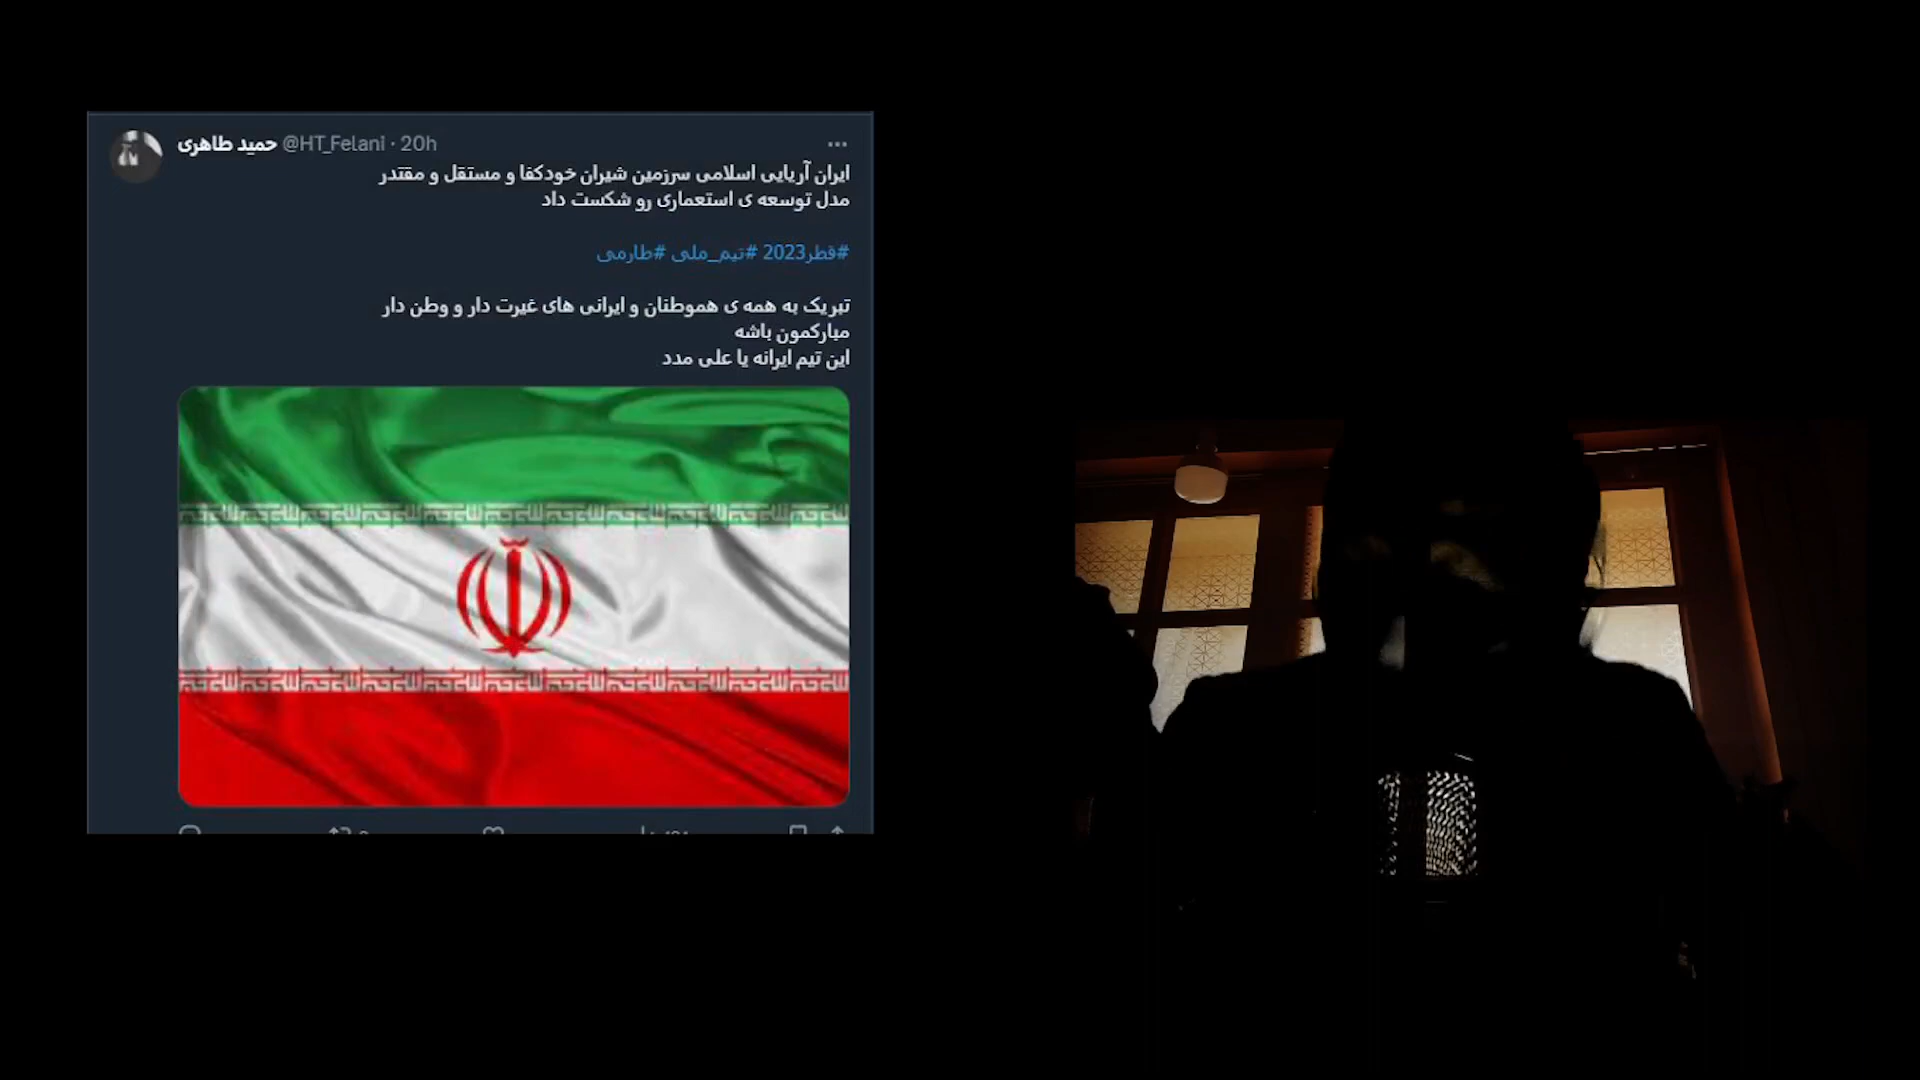 حمید طاهری @HT_Felani · 20h
ایران آریایی اسلامی سرزمین شیران خودکفا و مستقل و مقتدر
مدل توسعه ی استعماری رو شکست داد
#قطر2023 #تیم_ملی #طارمی
تبریک به همه ی هموطنان و ایرانی های غیرت دار و وطن دار
مبارکمون باشه
این تیم ایرانه یا علی مدد